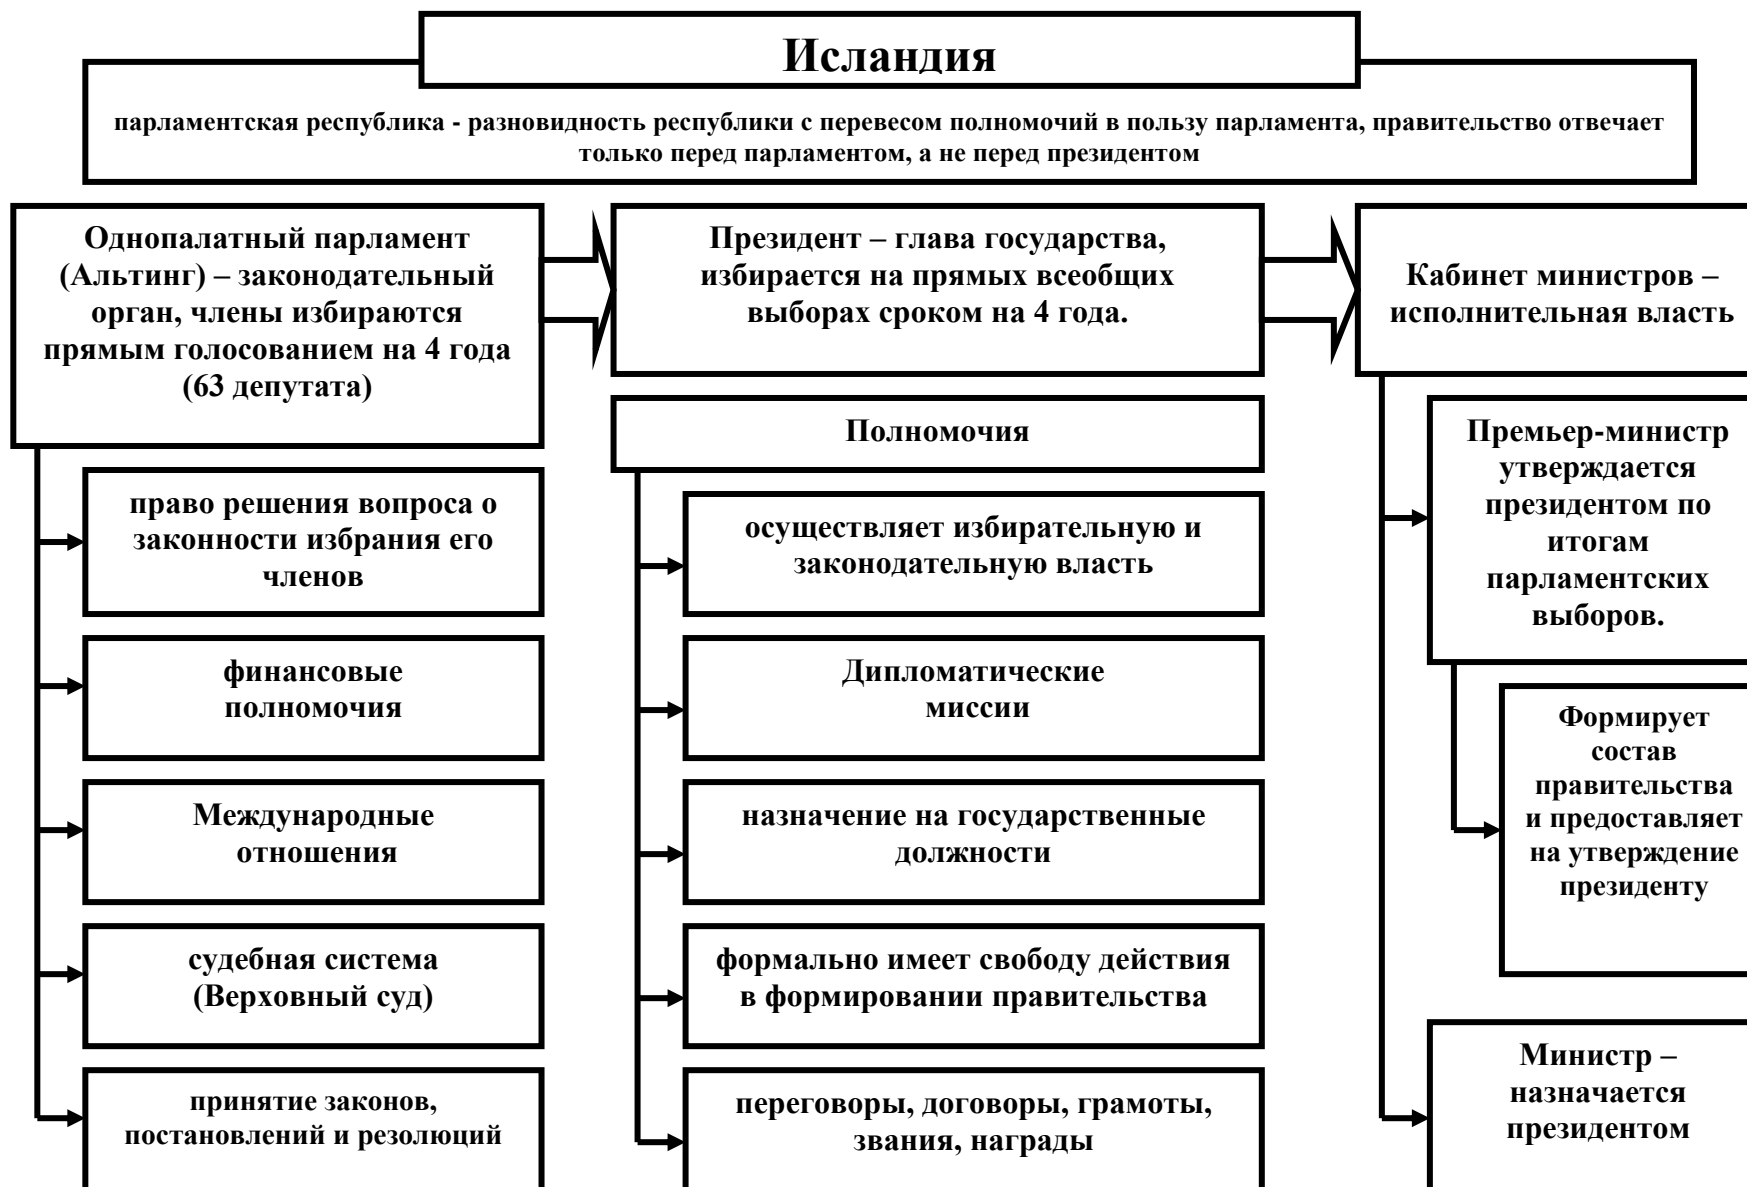 Исландия
парламентская республика - разновидность республики с перевесом полномочий в пользу парламента, правительство отвечает
только перед парламентом, а не перед президентом
Однопалатный парламент
(Альтинг) – законодательный
орган, члены избираются
прямым голосованием на 4 года
(63 депутата)
право решения вопроса о
законности избрания его
членов
финансовые
полномочия
Международные
отношения
судебная система
(Верховный суд)
принятие законов,
постановлений и резолюций
Президент – глава государства,
избирается на прямых всеобщих
выборах сроком на 4 года.
Полномочия
осуществляет избирательную и
законодательную власть
Дипломатические
миссии
назначение на государственные
должности
формально имеет свободу действия
в формировании правительства
переговоры, договоры, грамоты,
звания, награды
Кабинет министров –
исполнительная власть
Премьер-министр
утверждается
президентом по
итогам
парламентских
выборов.
Формирует
состав
правительства
и предоставляет
на утверждение
президенту
Министр –
назначается
президентом